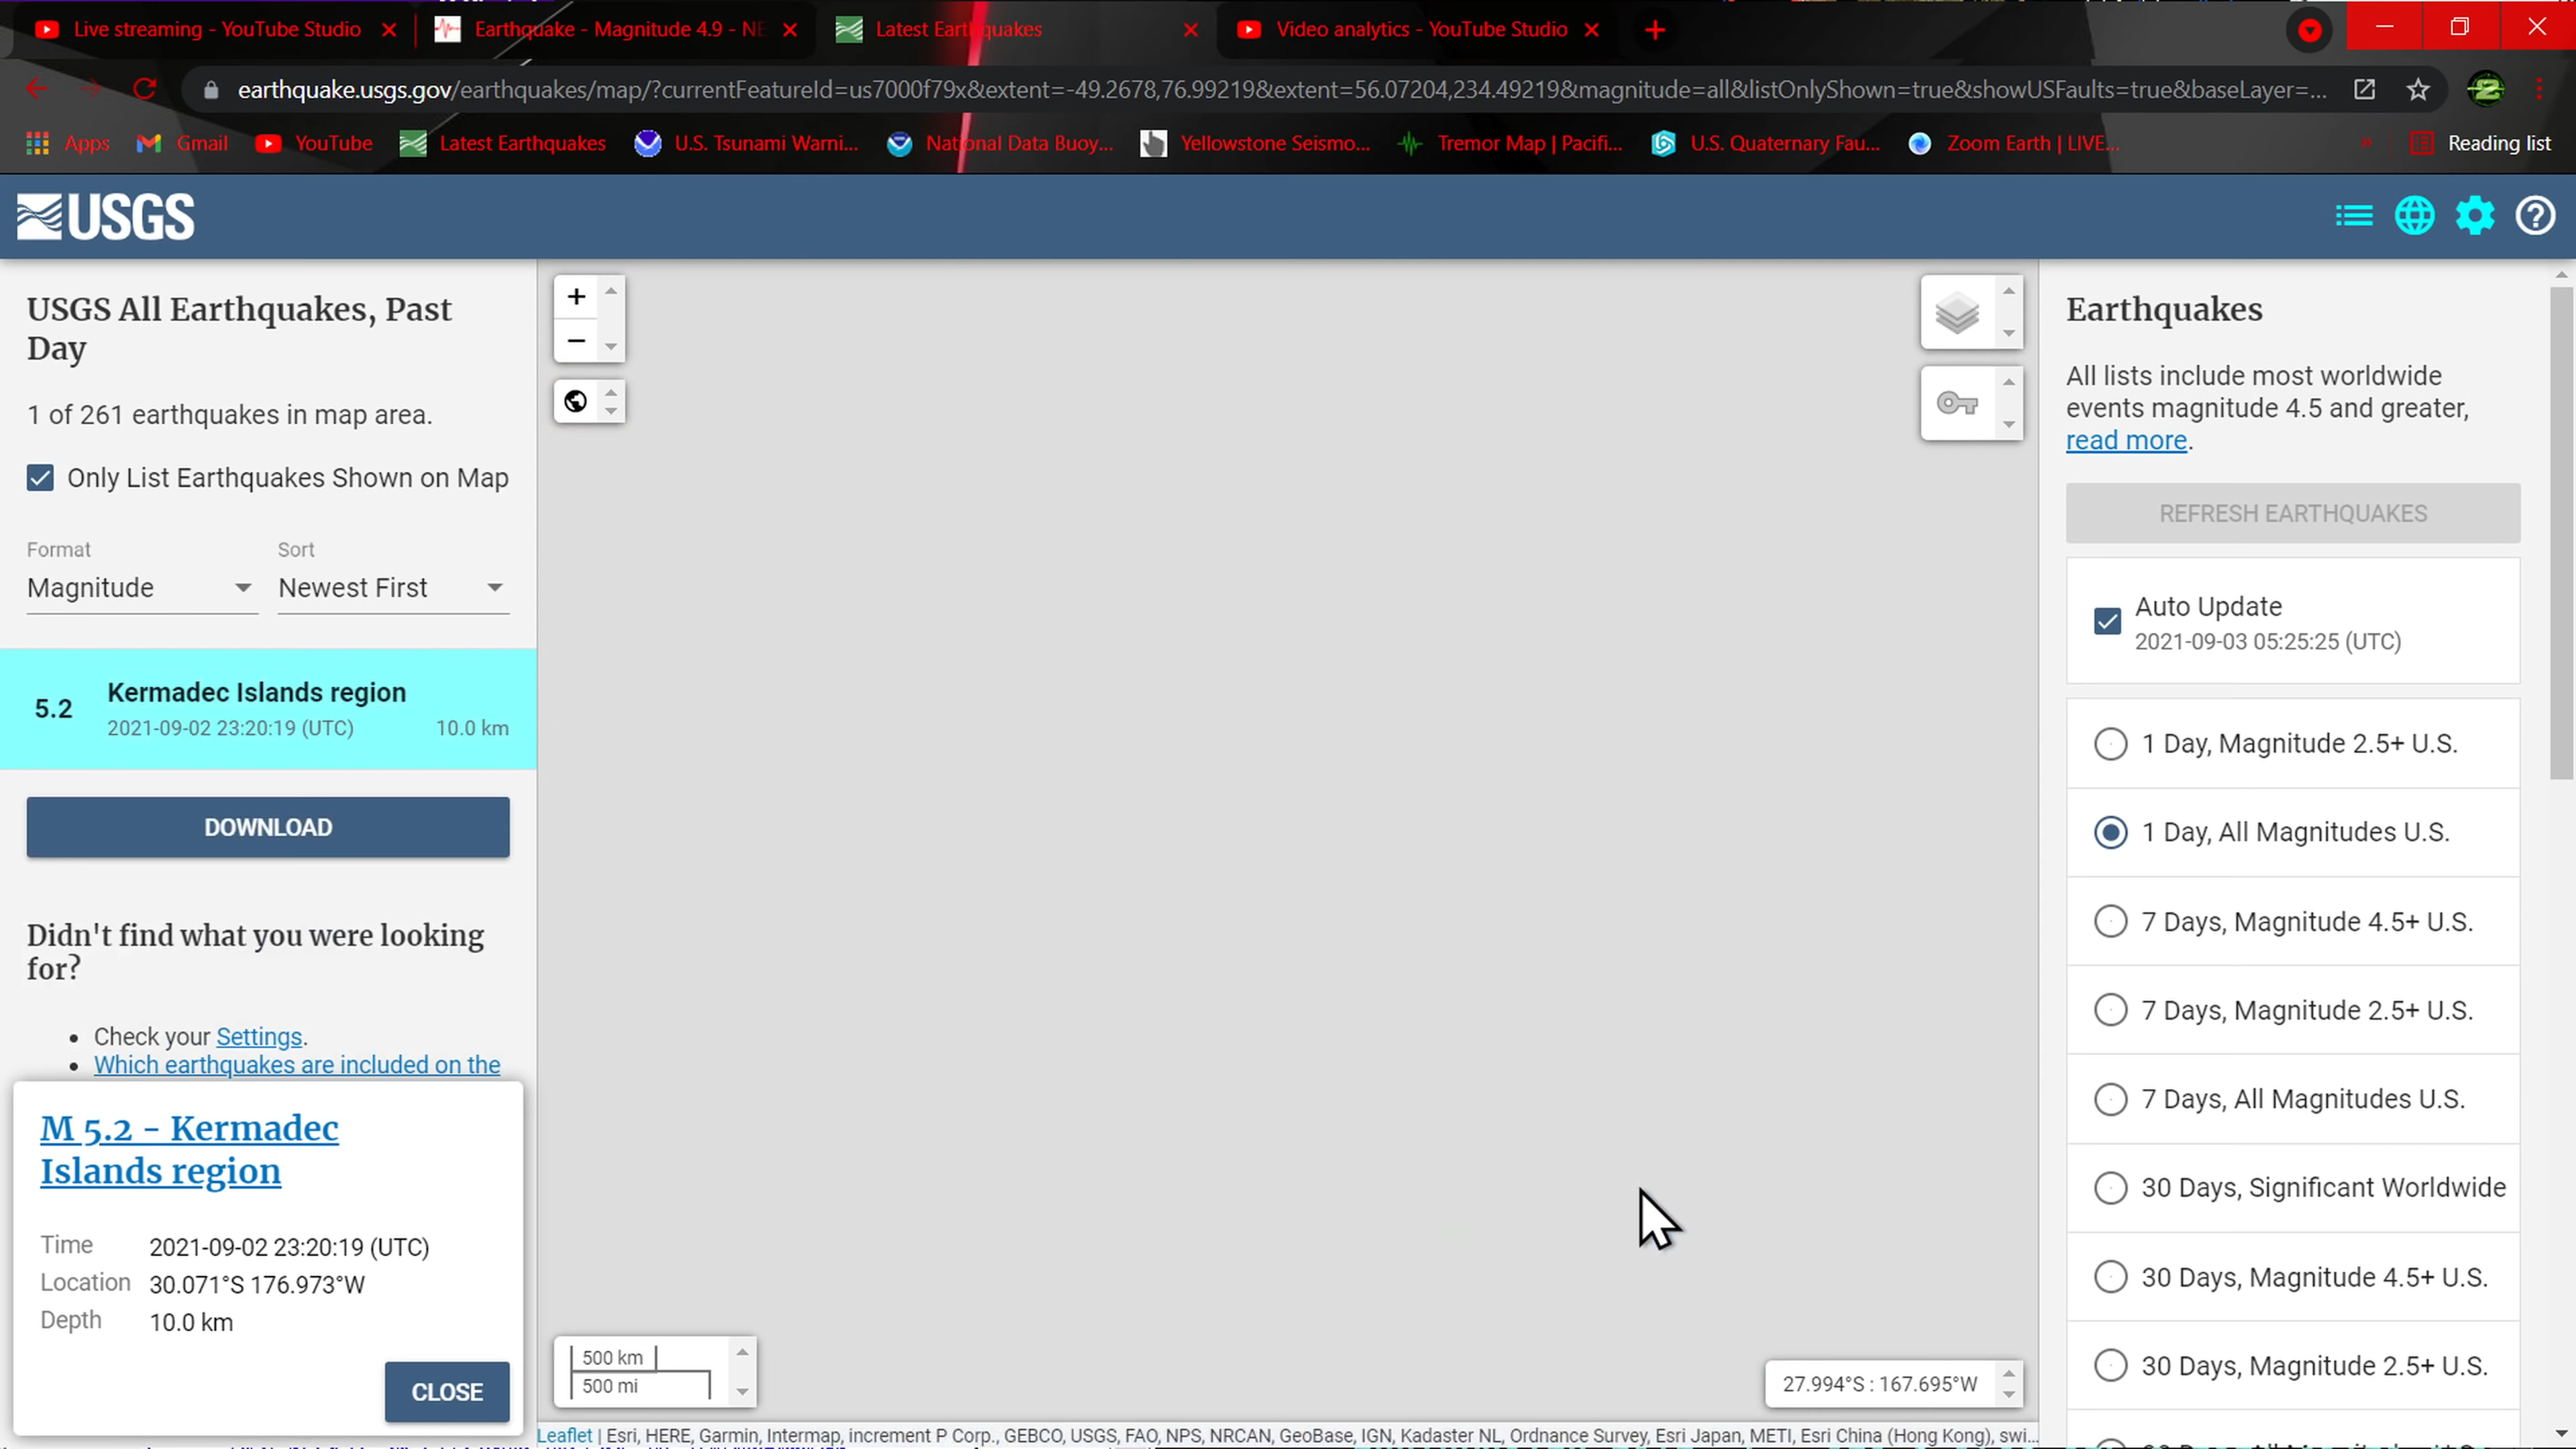 Live streaming - YouTube Studio
Earthquake - Magnitude 4.9 - NE
Latest Earthquakes
Video analytics - YouTube Studio
earthquake.usgs.gov/earthquakes/map/?currentFeatureId=us7000f79x&extent=-49.2678,76.99219&extent=56.07204,234.49219&magnitude=all&listOnlyShown=true&showUSFaults=true&baseLayer=...
Apps
Gmail
YouTube
Latest Earthquakes
U.S. Tsunami Warni...
National Data Buoy...
Yellowstone Seismo...
Tremor Map | Pacifi...
U.S. Quaternary Fau...
Zoom Earth | LIVE...
»
Reading list
USGS
USGS All Earthquakes, Past
Day
1 of 261 earthquakes in map area.
Only List Earthquakes Shown on Map
Format
Magnitude
Sort
Newest First
5.2
Kermadec Islands region
2021-09-02 23:20:19 (UTC)
10.0 km
DOWNLOAD
Didn't find what you were looking
for?
• Check your Settings.
• Which earthquakes are included on the
M 5.2 - Kermadec
Islands region
Time 2021-09-02 23:20:19 (UTC)
Location 30.071°S 176.973°W
Depth 10.0 km
CLOSE
+
−
500 km
500 mi
27.994°S : 167.695°W
Leaflet | Esri, HERE, Garmin, Intermap, increment P Corp., GEBCO, USGS, FAO, NPS, NRCAN, GeoBase, IGN, Kadaster NL, Ordnance Survey, Esri Japan, METI, Esri China (Hong Kong), swi...
Earthquakes
All lists include most worldwide
events magnitude 4.5 and greater,
read more.
REFRESH EARTHQUAKES
Auto Update
2021-09-03 05:25:25 (UTC)
1 Day, Magnitude 2.5+ U.S.
1 Day, All Magnitudes U.S.
7 Days, Magnitude 4.5+ U.S.
7 Days, Magnitude 2.5+ U.S.
7 Days, All Magnitudes U.S.
30 Days, Significant Worldwide
30 Days, Magnitude 4.5+ U.S.
30 Days, Magnitude 2.5+ U.S.